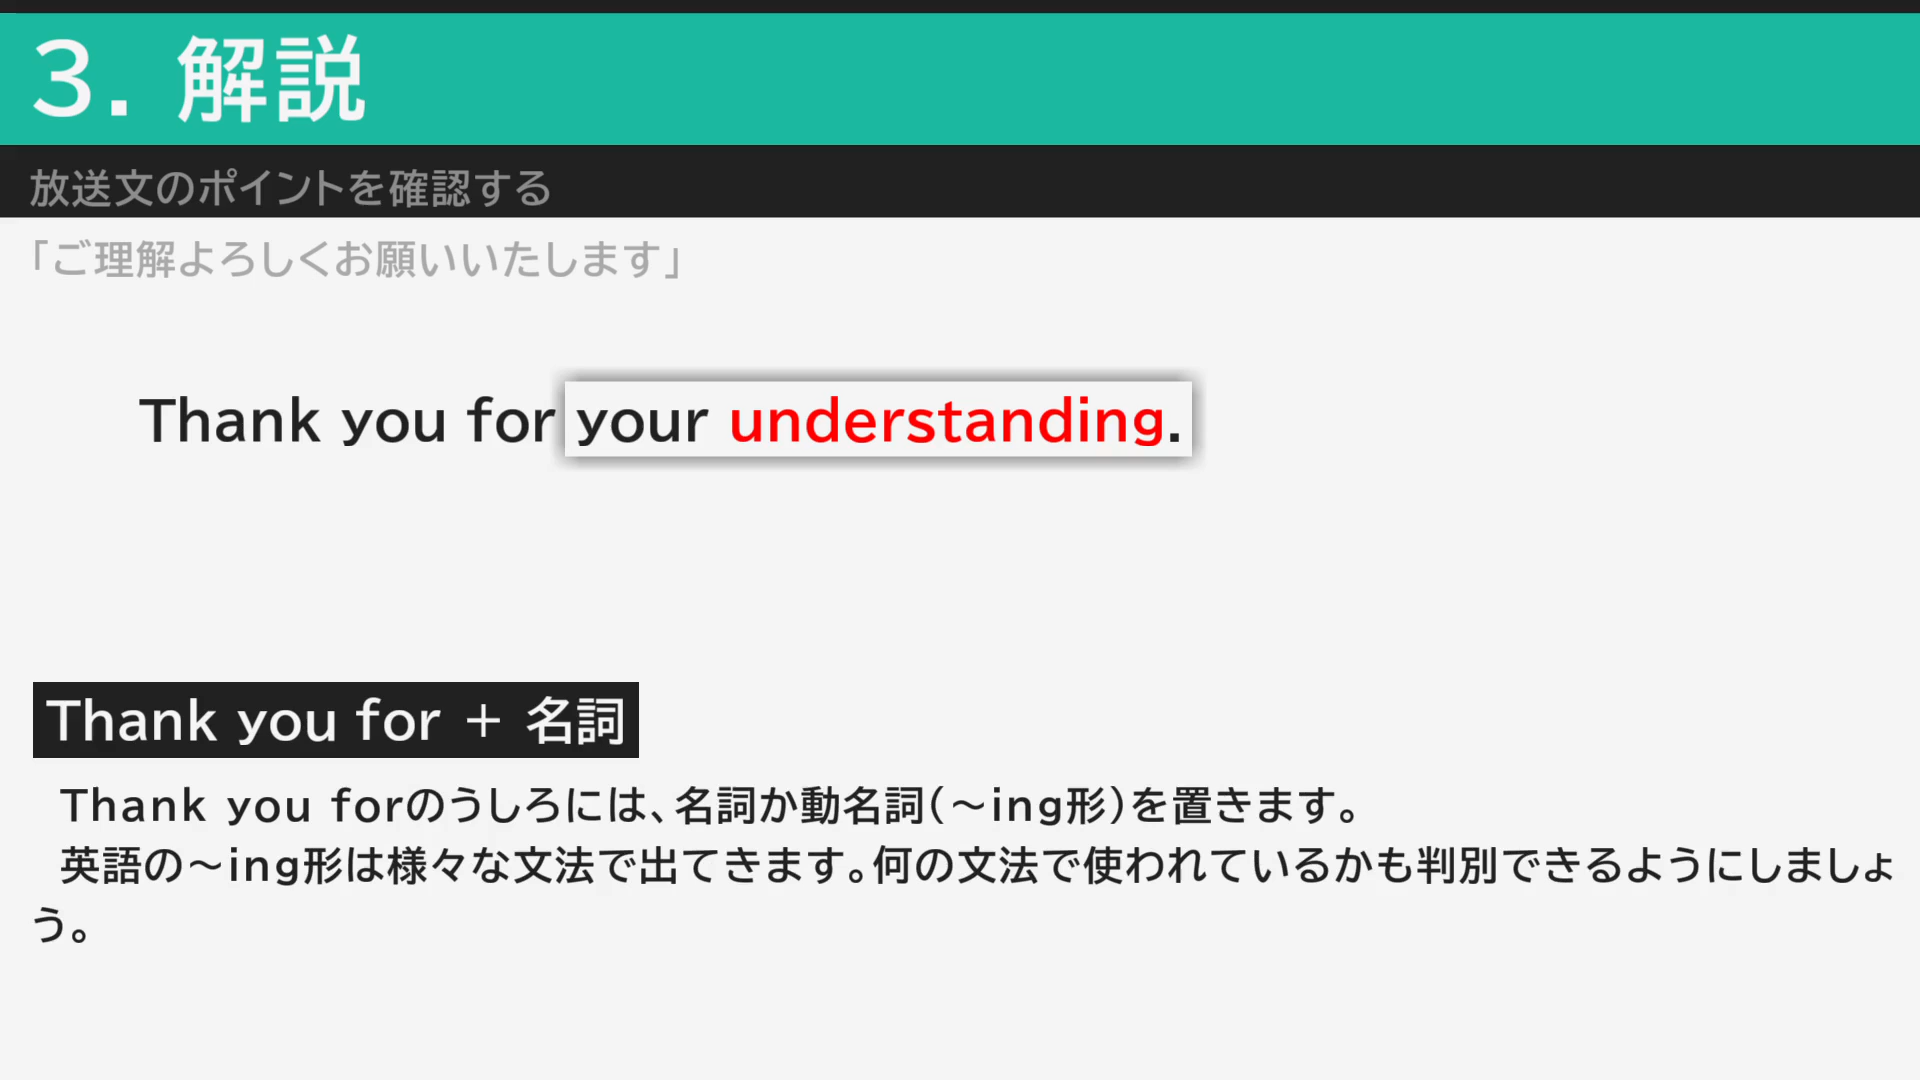 3. 解説
放送文のポイントを確認する
「ご理解よろしくお願いいたします」
Thank you for your understanding.
Thank you for + 名詞
Thank you forのうしろには、名詞か動名詞（～ing形）を置きます。
英語の～ing形は様々な文法で出てきます。何の文法で使われているかも判別できるようにしましょ
う。